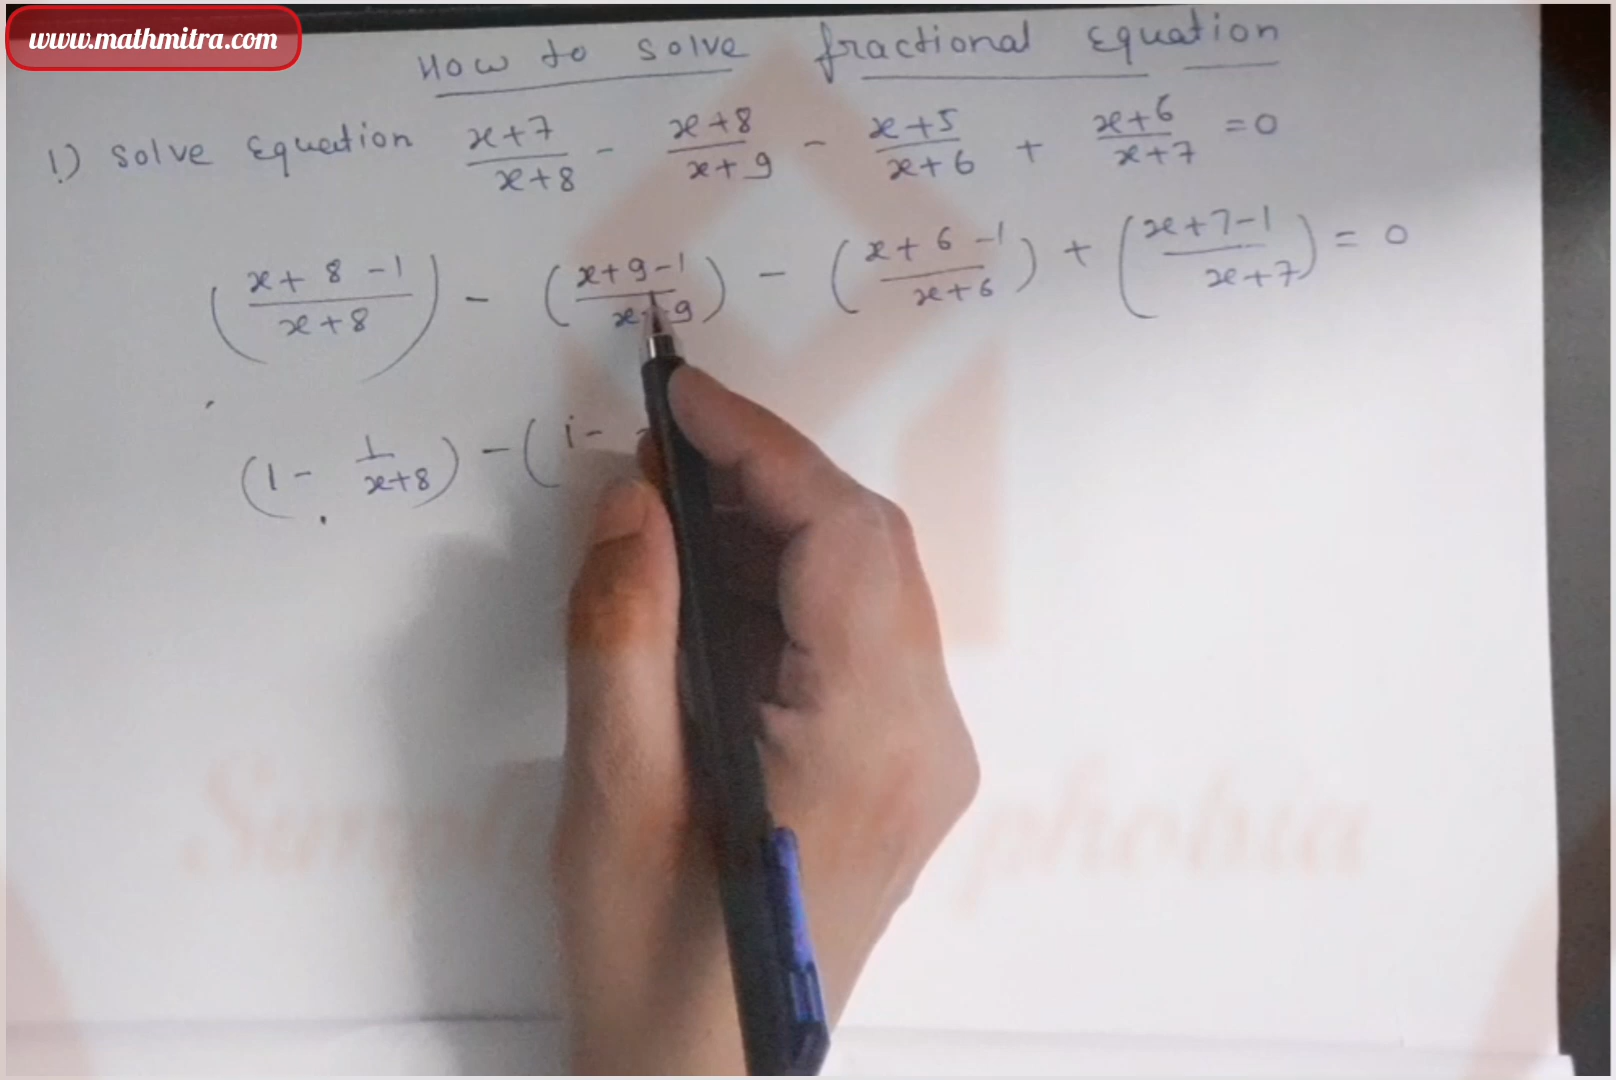 www.mathmitra.com
How to solve fractional Equation
1.) Solve Equation (x+7)/(x+8) - (x+8)/(x+9) - (x+5)/(x+6) + (x+6)/(x+7) = 0
((x+8-1)/(x+8)) - ((x+9-1)/(x+9)) - ((x+6-1)/(x+6)) + ((x+7-1)/(x+7)) = 0
(1 - 1/(x+8)) - (1 -
phobia